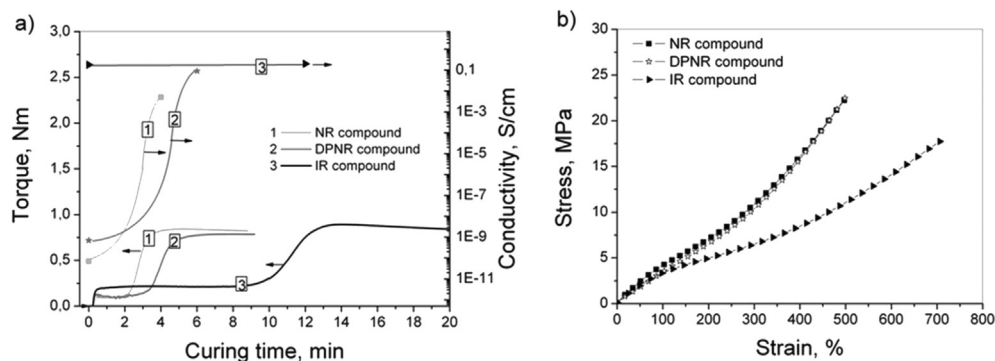 a)
3.0
2.5
2.0
1.5
1.0
0.5
0.0
Torque, Nm
0 2 4 6 8 10 12 14 16 18 20
Curing time, min
0,1
1E-3
1E-5
1E-7
1E-9
1E-11
Conductivity, S/cm
3
1
2
1 NR compound
2 DPNR compound
3 IR compound
1
2
3
b)
30
25
20
15
10
5
0
Stress, MPa
0 100 200 300 400 500 600 700 800
Strain, %
NR compound
DPNR compound
IR compound